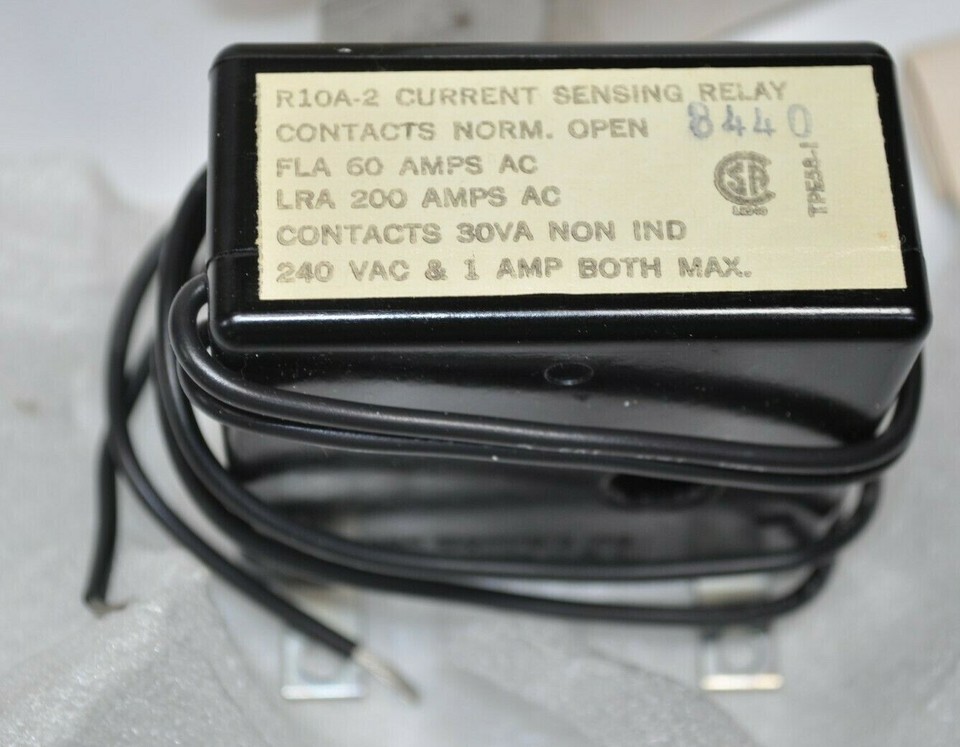 R10A-2 CURRENT SENSING RELAY
CONTACTS NORM. OPEN 8440
FLA 60 AMPS AC
LRA 200 AMPS AC
CONTACTS 30VA NON IND
240 VAC & 1 AMP BOTH MAX.